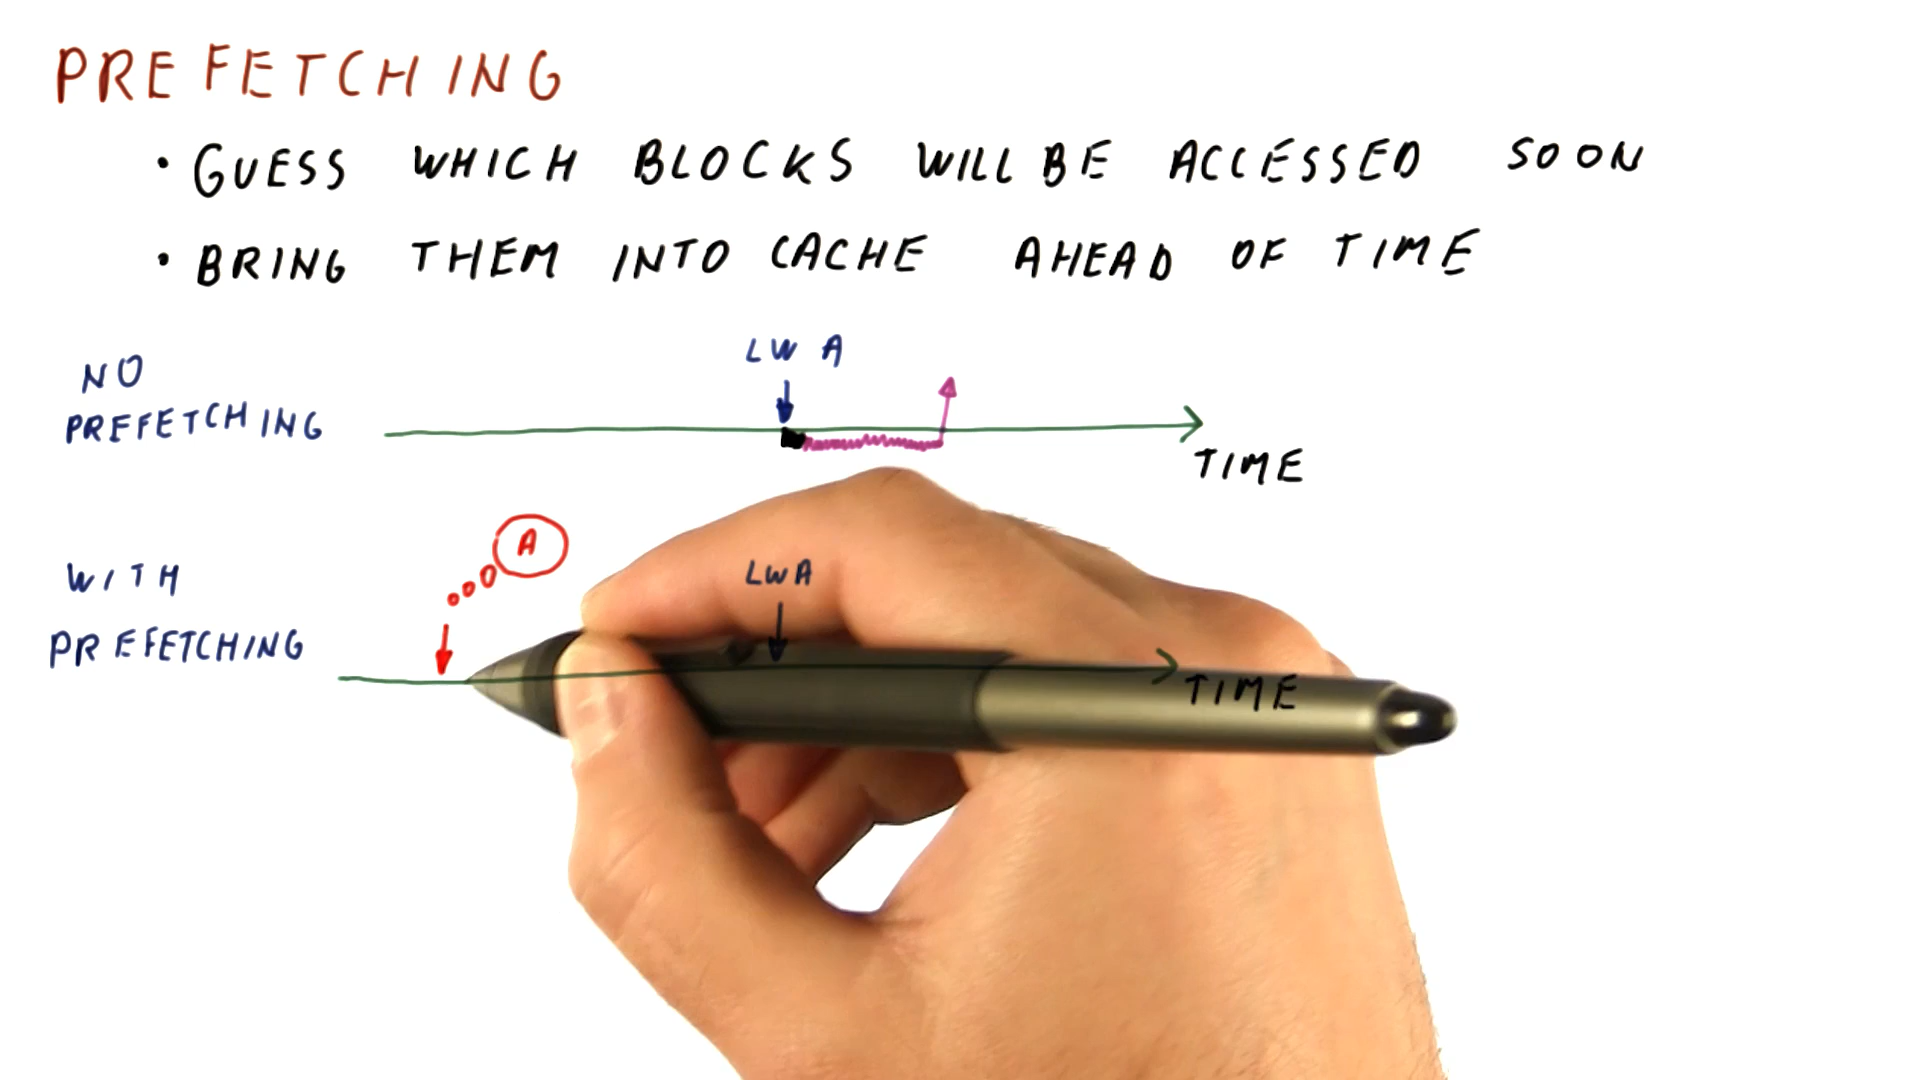 PREFETCHING
• GUESS WHICH BLOCKS WILL BE ACCESSED SOON
• BRING THEM INTO CACHE AHEAD OF TIME
NO
PREFETCHING
LW A
TIME
WITH
PREFETCHING
A
LW A
TIME